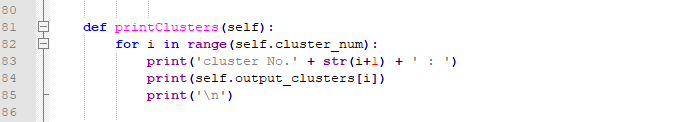 80
81 def printClusters(self):
82 for i in range(self.cluster_num):
83 print('cluster No.' + str(i+1) + ' : ')
84 print(self.output_clusters[i])
85 print('\n')
86